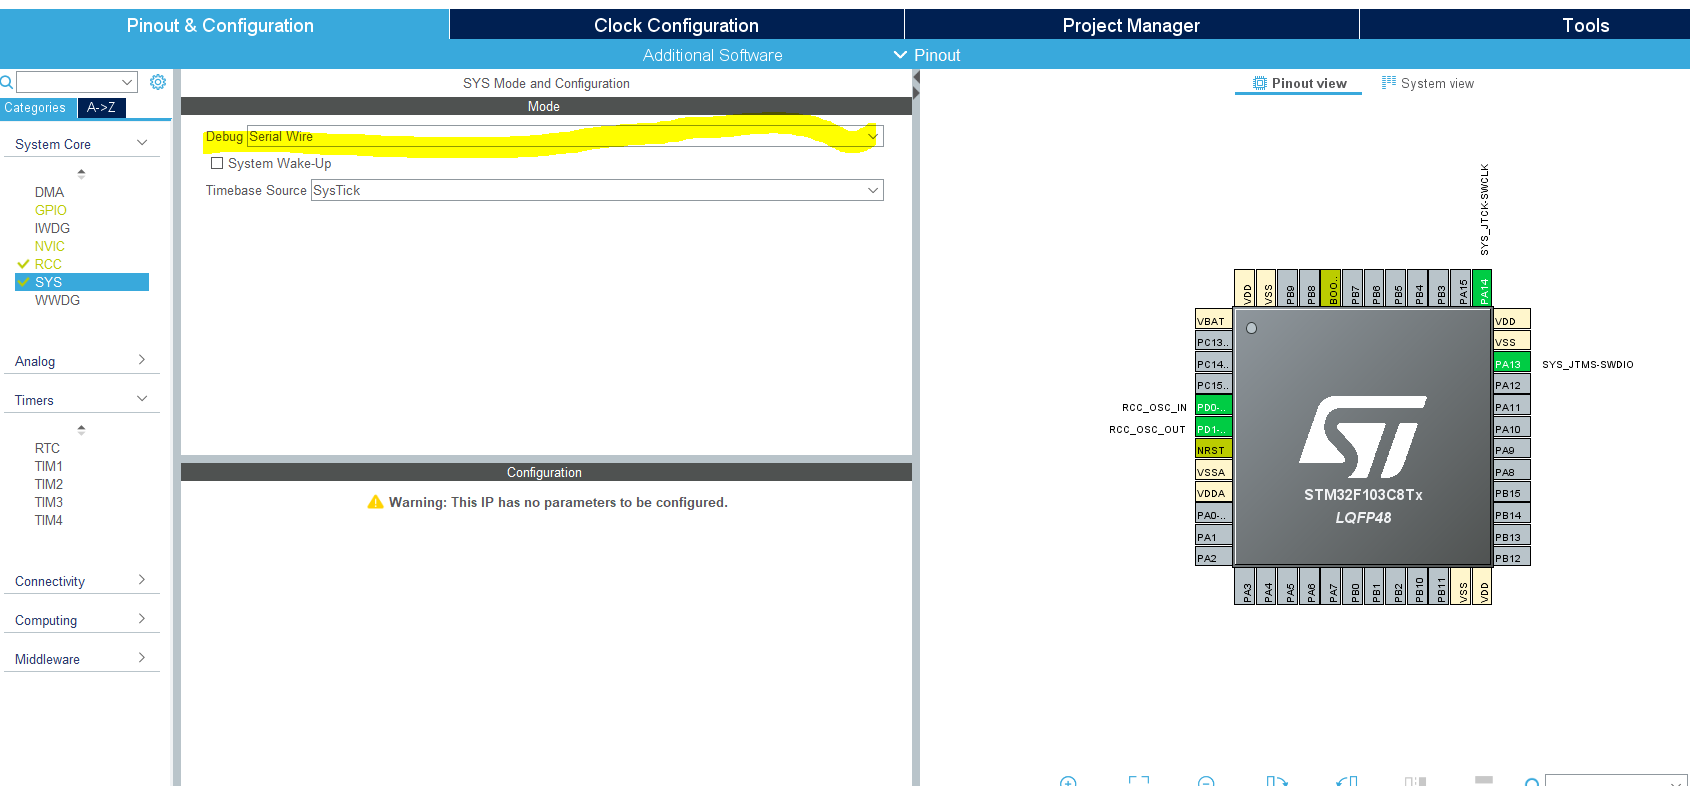 Pinout & Configuration
Clock Configuration
Project Manager
Tools
Additional Software
Pinout
Categories
A->Z
System Core
DMA
GPIO
IWDG
NVIC
RCC
SYS
WWDG
Analog
Timers
RTC
TIM1
TIM2
TIM3
TIM4
Connectivity
Computing
Middleware
SYS Mode and Configuration
Mode
Debug Serial Wire
System Wake-Up
Timebase Source SysTick
Configuration
Warning: This IP has no parameters to be configured.
Pinout view
System view
SYS_JTCK-SWCLK
VDD
VSS
PB9
PB8
BOO..
PB7
PB6
PB5
PB4
PB3
PA15
PA14
VBAT
PC13..
PC14..
PC15..
RCC_OSC_IN PD0-..
RCC_OSC_OUT PD1-..
NRST
VSSA
VDDA
PA0-..
PA1
PA2
STM32F103C8Tx
LQFP48
VDD
VSS
PA13 SYS_JTMS-SWDIO
PA12
PA11
PA10
PA9
PA8
PB15
PB14
PB13
PB12
PA3
PA4
PA5
PA6
PA7
PB0
PB1
PB2
PB10
PB11
VSS
VDD